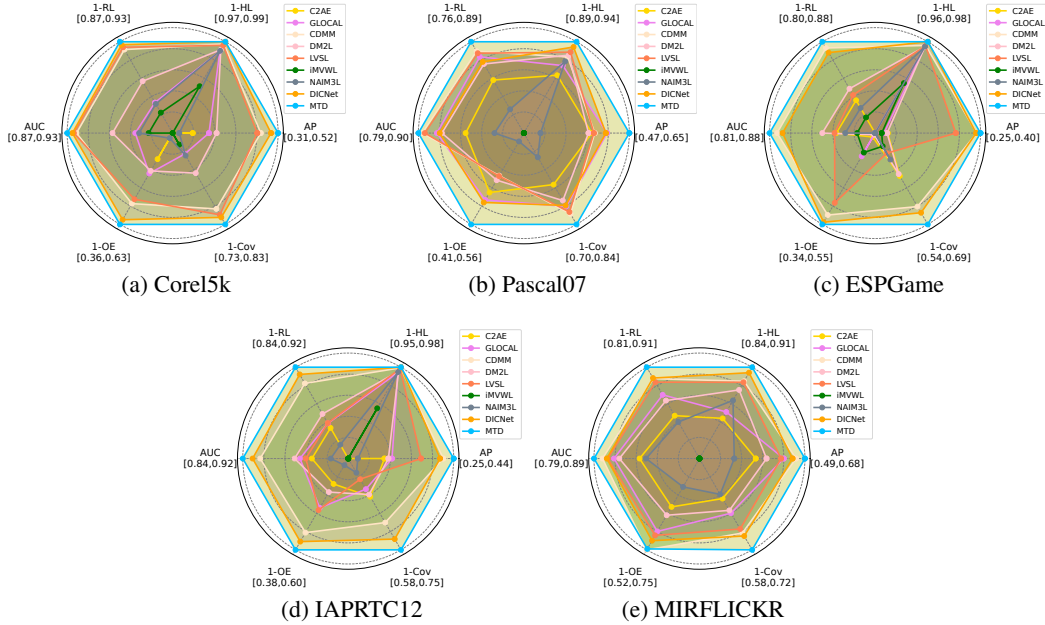 1-RL
[0.87,0.93]
1-HL
[0.97,0.99]
AUC
[0.87,0.93]
AP
[0.31,0.52]
1-OE
[0.36,0.63]
1-Cov
[0.73,0.83]
C2AE
GLOCAL
CDMM
DM2L
LVSL
iMVWL
NAIM3L
DICNet
MTD
(a) Corel5k
1-RL
[0.76,0.89]
1-HL
[0.89,0.94]
AUC
[0.79,0.90]
AP
[0.47,0.65]
1-OE
[0.41,0.56]
1-Cov
[0.70,0.84]
C2AE
GLOCAL
CDMM
DM2L
LVSL
iMVWL
NAIM3L
DICNet
MTD
(b) Pascal07
1-RL
[0.80,0.88]
1-HL
[0.96,0.98]
AUC
[0.81,0.88]
AP
[0.25,0.40]
1-OE
[0.34,0.55]
1-Cov
[0.54,0.69]
C2AE
GLOCAL
CDMM
DM2L
LVSL
iMVWL
NAIM3L
DICNet
MTD
(c) ESPGame
1-RL
[0.84,0.92]
1-HL
[0.95,0.98]
AUC
[0.84,0.92]
AP
[0.25,0.44]
1-OE
[0.38,0.60]
1-Cov
[0.58,0.75]
C2AE
GLOCAL
CDMM
DM2L
LVSL
iMVWL
NAIM3L
DICNet
MTD
(d) IAPRTC12
1-RL
[0.81,0.91]
1-HL
[0.84,0.91]
AUC
[0.79,0.89]
AP
[0.49,0.68]
1-OE
[0.52,0.75]
1-Cov
[0.58,0.72]
C2AE
GLOCAL
CDMM
DM2L
LVSL
iMVWL
NAIM3L
DICNet
MTD
(e) MIRFLICKR